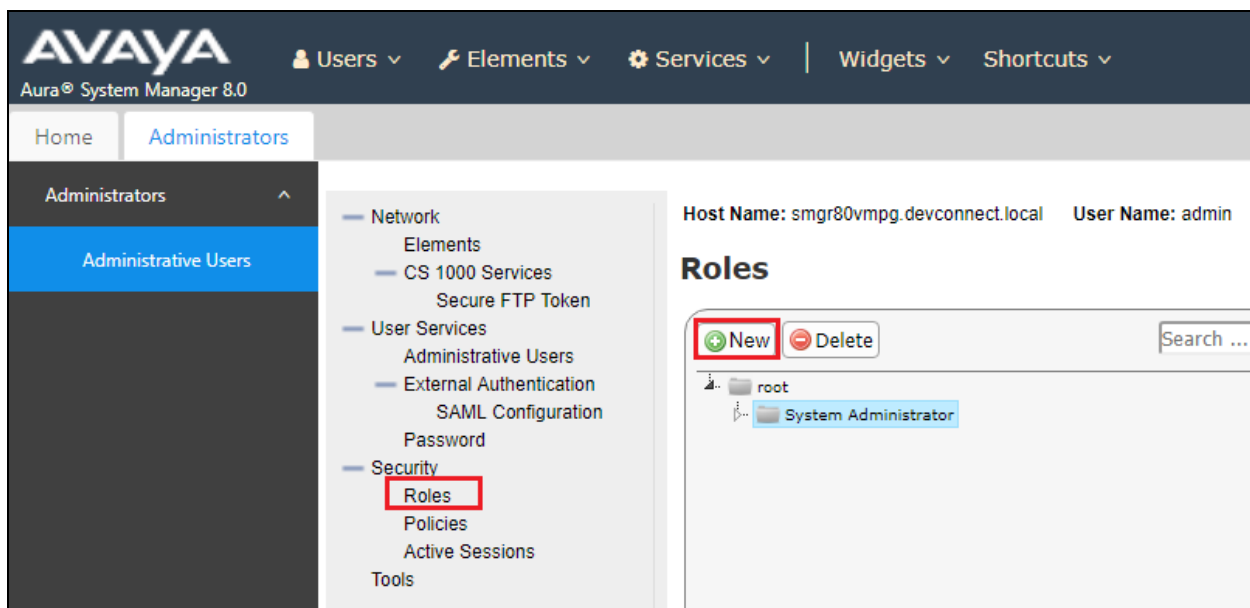 AVAYA
Aura® System Manager 8.0
Users
Elements
Services
Widgets
Shortcuts
Home
Administrators
Administrators
Administrative Users
Network
Elements
CS 1000 Services
Secure FTP Token
User Services
Administrative Users
External Authentication
SAML Configuration
Password
Security
Roles
Policies
Active Sessions
Tools
Host Name: smgr80vmpg.devconnect.local User Name: admin
Roles
New Delete Search ...
root
System Administrator